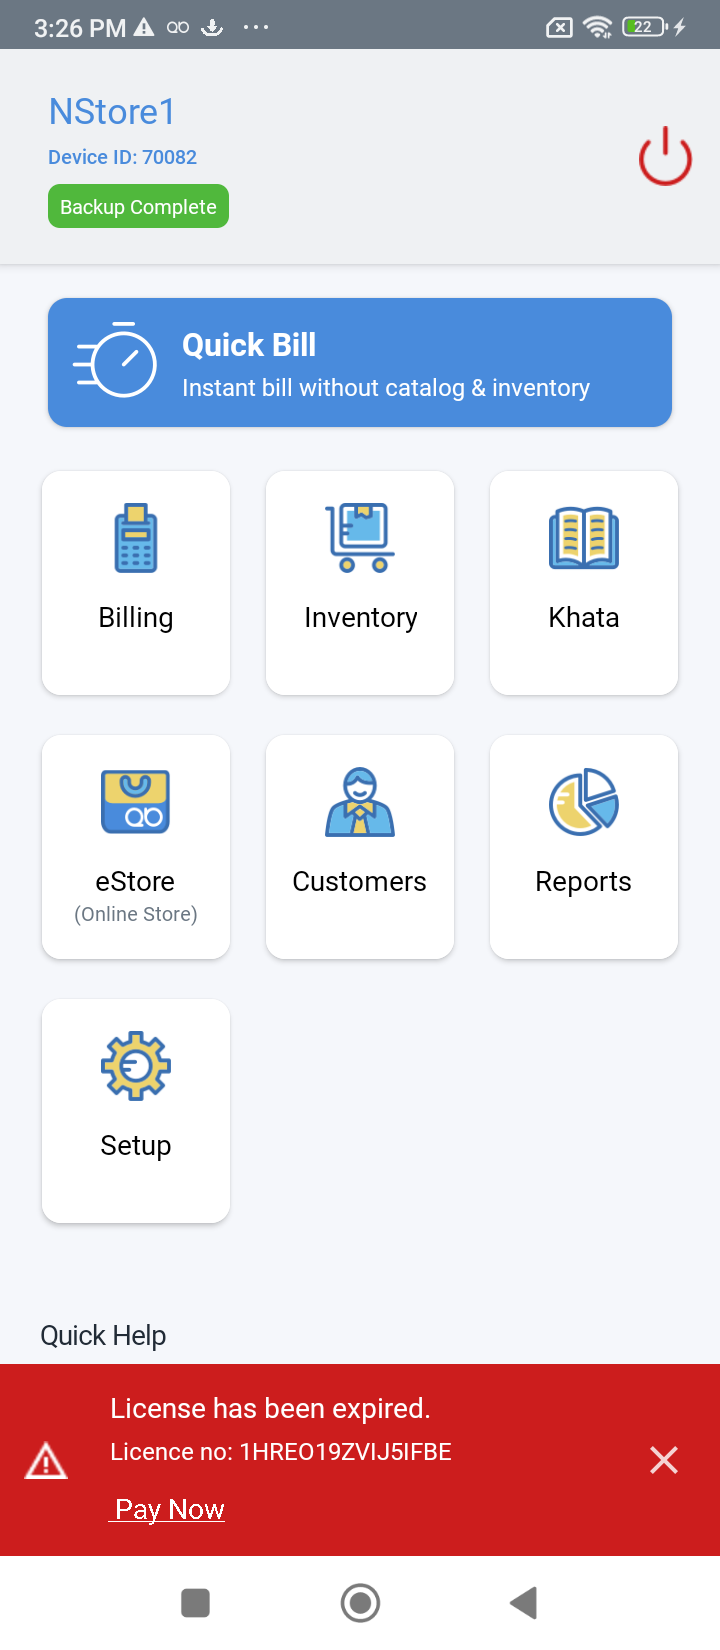 3:26 PM
22
NStore1
Device ID: 70082
Backup Complete
Quick Bill
Instant bill without catalog & inventory
Billing
Inventory
Khata
eStore
(Online Store)
Customers
Reports
Setup
Quick Help
License has been expired.
Licence no: 1HREO19ZVIJ5IFBE
Pay Now